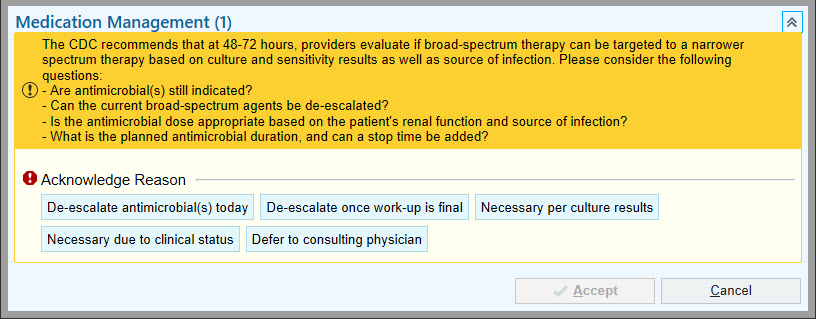 Medication Management (1)
The CDC recommends that at 48-72 hours, providers evaluate if broad-spectrum therapy can be targeted to a narrower
spectrum therapy based on culture and sensitivity results as well as source of infection. Please consider the following
questions:
- Are antimicrobial(s) still indicated?
- Can the current broad-spectrum agents be de-escalated?
- Is the antimicrobial dose appropriate based on the patient's renal function and source of infection?
- What is the planned antimicrobial duration, and can a stop time be added?
Acknowledge Reason
De-escalate antimicrobial(s) today
De-escalate once work-up is final
Necessary per culture results
Necessary due to clinical status
Defer to consulting physician
Accept
Cancel